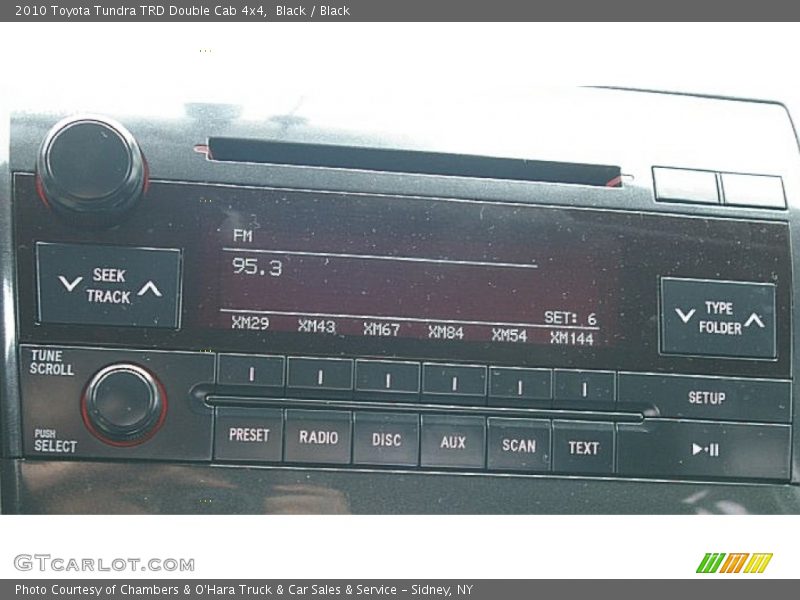 2010 Toyota Tundra TRD Double Cab 4x4,  Black / Black
FM
95.3
SET: 6
XM29 XM43 XM67 XM84 XM54 XM144
SEEK
TRACK
TYPE
FOLDER
TUNE
SCROLL
PUSH
SELECT
SETUP
PRESET RADIO DISC AUX SCAN TEXT
GTCARLOT.COM
Photo Courtesy of Chambers & O'Hara Truck & Car Sales & Service - Sidney, NY